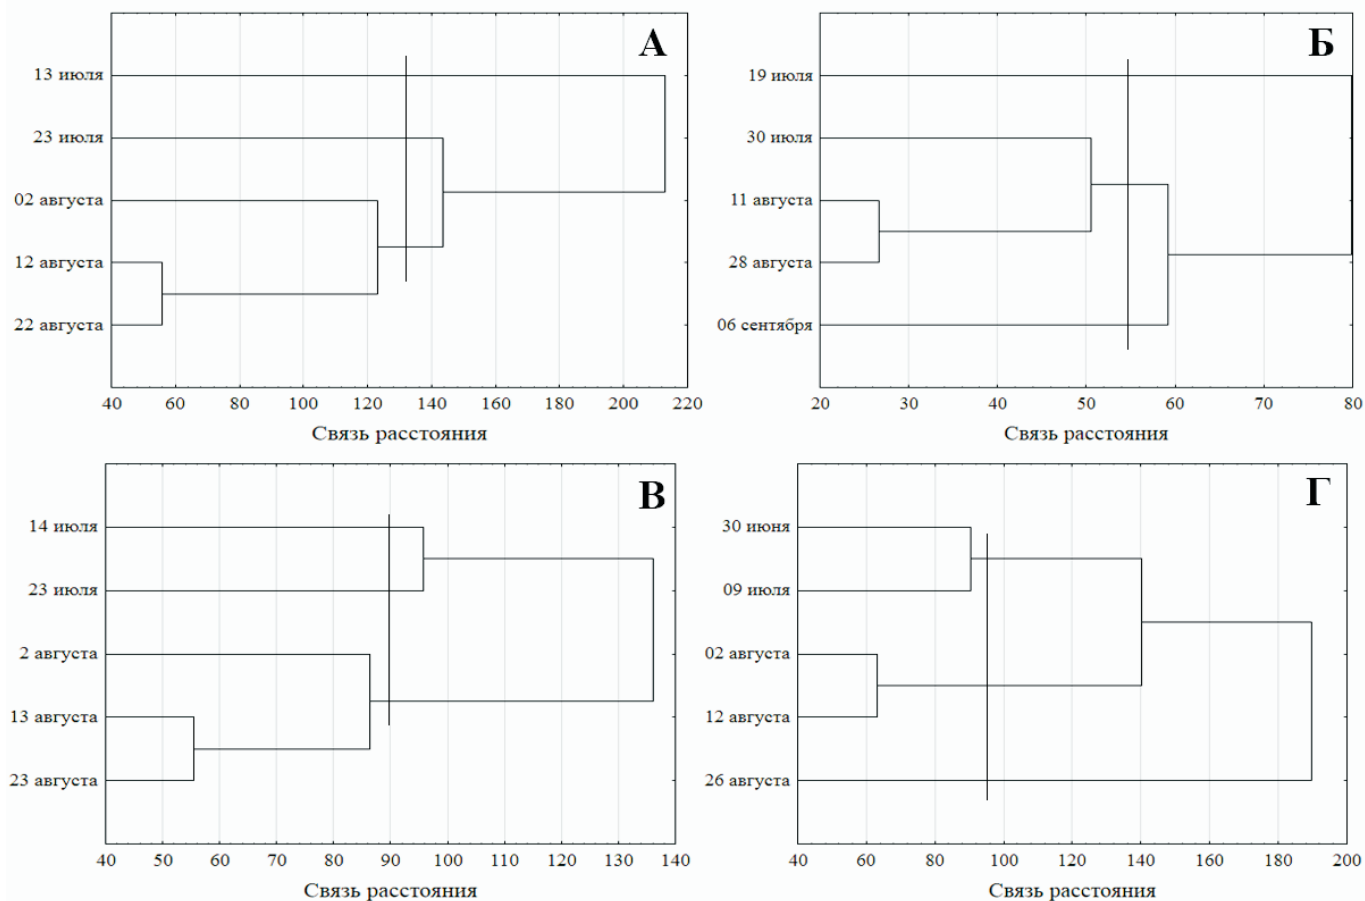 А
13 июля
23 июля
02 августа
12 августа
22 августа
40 60 80 100 120 140 160 180 200 220
Связь расстояния
Б
19 июля
30 июля
11 августа
28 августа
06 сентября
20 30 40 50 60 70 80
Связь расстояния
В
14 июля
23 июля
2 августа
13 августа
23 августа
40 50 60 70 80 90 100 110 120 130 140
Связь расстояния
Г
30 июня
09 июля
02 августа
12 августа
26 августа
40 60 80 100 120 140 160 180 200
Связь расстояния